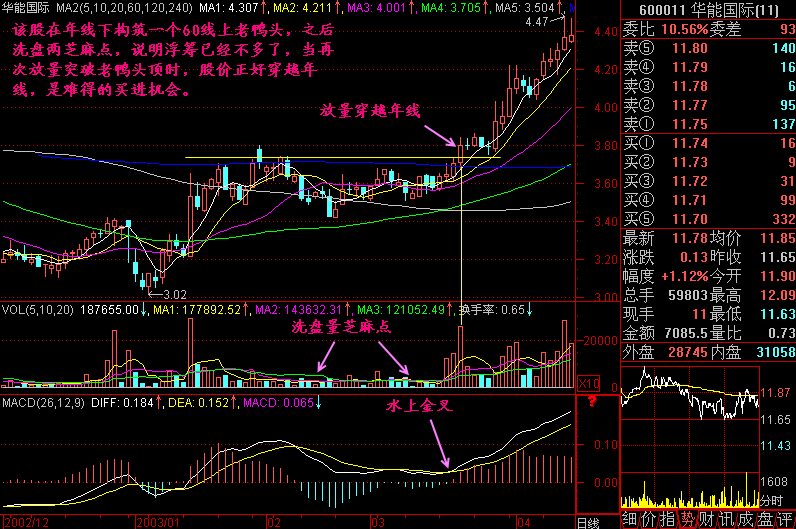 华能国际 MA2(5,10,20,60,120,240) MA1: 4.307↑, MA2: 4.211↑, MA3: 4.001↑, MA4: 3.705↑, MA5: 3.504↑,
该股在年线下构筑一个60线上老鸭头，之后
洗盘两芝麻点，说明浮筹已经不多了，当再
次放量突破老鸭头顶时，股价正好穿越年
线，是难得的买进机会。
4.47
放量穿越年线
3.02
4.40
4.20
4.00
3.80
3.60
3.40
3.20
3.00
VOL(5,10,20) 187655.00↓, MA1: 177892.52↑, MA2: 143632.31↑, MA3: 121052.49↑, 换手率: 0.65↓
洗盘量芝麻点
20000
X10
MACD(26,12,9) DIFF: 0.184↑, DEA: 0.152↑, MACD: 0.065↓
水上金叉
?
0.10
0.00
2002/12
2003/01
02
03
04
日线
600011 华能国际(11)
委比 10.56% 委差 93
卖⑤ 11.80 140
卖④ 11.79 16
卖③ 11.78 6
卖② 11.77 95
卖① 11.75 137
买① 11.74 16
买② 11.73 9
买③ 11.72 31
买④ 11.71 99
买⑤ 11.70 332
最新 11.78 均价 11.85
涨跌 0.13 昨收 11.65
幅度 +1.12% 今开 11.90
总手 59803 最高 12.09
现手 11 最低 11.63
金额 7085.5 量比 0.73
外盘 28745 内盘 31058
11.87
11.65
11.43
1608
分时
细价指势财讯成盘评